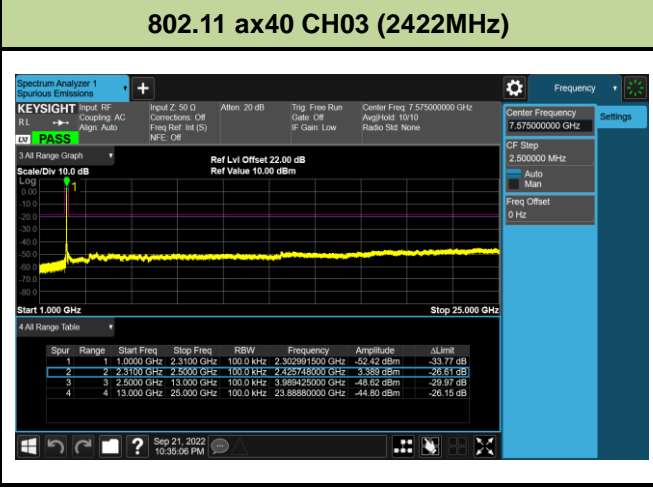 802.11 ax40 CH03 (2422MHz)
Spectrum Analyzer 1
Spurious Emissions
Frequency
KEYSIGHT Input: RF Input Z: 50 Ω Atten: 20 dB Trig: Free Run Center Freq: 7.575000000 GHz
RL Coupling: AC Corrections: Off Gate: Off Avg|Hold: 10/10
Align: Auto Freq Ref: Int (S) IF Gain: Low Radio Std: None
LXI PASS NFE: Off
Center Frequency
7.575000000 GHz
Settings
CF Step
2.500000 MHz
Auto
Man
Freq Offset
0 Hz
3 All Range Graph
Ref Lvl Offset 22.00 dB
Scale/Div 10.0 dB Ref Value 10.00 dBm
Log
1
0.00
-10.0
-20.0
-30.0
-40.0
-50.0
-60.0
-70.0
-80.0
Start 1.000 GHz Stop 25.000 GHz
4 All Range Table
Spur Range Start Freq Stop Freq RBW Frequency Amplitude ΔLimit
1 1 1.0000 GHz 2.3100 GHz 100.0 kHz 2.302991500 GHz -52.42 dBm -33.77 dB
2 2 2.3100 GHz 2.5000 GHz 100.0 kHz 2.425748000 GHz 3.389 dBm -26.61 dB
3 3 2.5000 GHz 13.000 GHz 100.0 kHz 3.989425000 GHz -48.62 dBm -29.97 dB
4 4 13.000 GHz 25.000 GHz 100.0 kHz 23.88880000 GHz -44.80 dBm -26.15 dB
Sep 21, 2022
10:35:06 PM